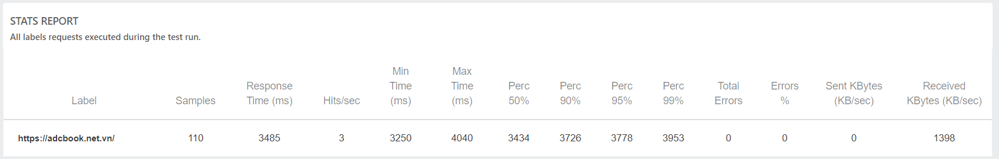 STATS REPORT
All labels requests executed during the test run.
Label Samples Response Time (ms) Hits/sec Min Time (ms) Max Time (ms) Perc 50% Perc 90% Perc 95% Perc 99% Total Errors Errors % Sent KBytes (KB/sec) Received KBytes (KB/sec)
https://adcbook.net.vn/ 110 3485 3 3250 4040 3434 3726 3778 3953 0 0 0 1398